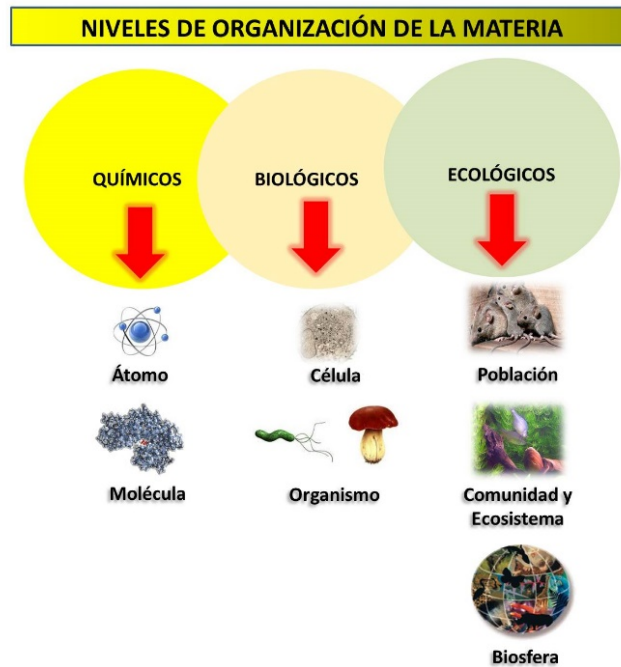 NIVELES DE ORGANIZACIÓN DE LA MATERIA
QUÍMICOS
BIOLÓGICOS
ECOLÓGICOS
Átomo
Célula
Población
Molécula
Organismo
Comunidad y
Ecosistema
Biosfera